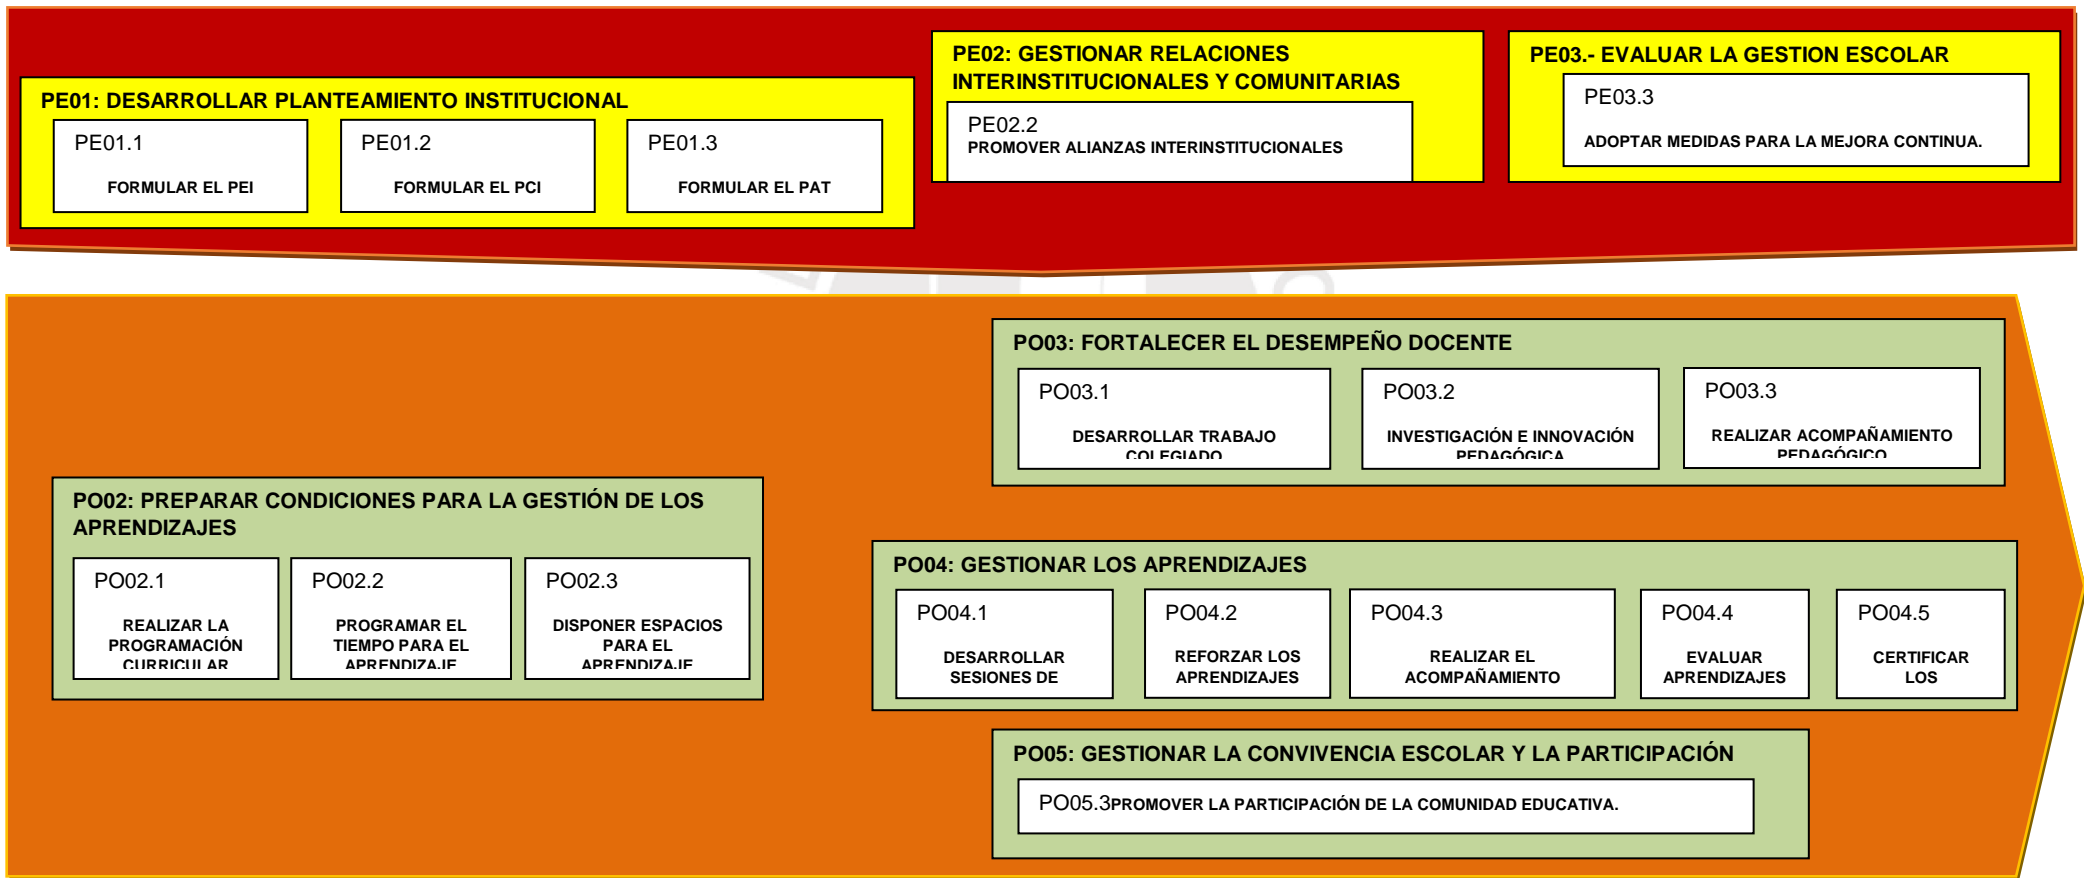 PE01: DESARROLLAR PLANTEAMIENTO INSTITUCIONAL
PE01.1
FORMULAR EL PEI
PE01.2
FORMULAR EL PCI
PE01.3
FORMULAR EL PAT
PE02: GESTIONAR RELACIONES
INTERINSTITUCIONALES Y COMUNITARIAS
PE02.2
PROMOVER ALIANZAS INTERINSTITUCIONALES
PE03.- EVALUAR LA GESTION ESCOLAR
PE03.3
ADOPTAR MEDIDAS PARA LA MEJORA CONTINUA.
PO03: FORTALECER EL DESEMPEÑO DOCENTE
PO03.1
DESARROLLAR TRABAJO
COLEGIADO
PO03.2
INVESTIGACIÓN E INNOVACIÓN
PEDAGÓGICA
PO03.3
REALIZAR ACOMPAÑAMIENTO
PEDAGÓGICO
PO02: PREPARAR CONDICIONES PARA LA GESTIÓN DE LOS
APRENDIZAJES
PO02.1
REALIZAR LA
PROGRAMACIÓN
CURRICULAR
PO02.2
PROGRAMAR EL
TIEMPO PARA EL
APRENDIZAJE
PO02.3
DISPONER ESPACIOS
PARA EL
APRENDIZAJE
PO04: GESTIONAR LOS APRENDIZAJES
PO04.1
DESARROLLAR
SESIONES DE
PO04.2
REFORZAR LOS
APRENDIZAJES
PO04.3
REALIZAR EL
ACOMPAÑAMIENTO
PO04.4
EVALUAR
APRENDIZAJES
PO04.5
CERTIFICAR
LOS
PO05: GESTIONAR LA CONVIVENCIA ESCOLAR Y LA PARTICIPACIÓN
PO05.3PROMOVER LA PARTICIPACIÓN DE LA COMUNIDAD EDUCATIVA.